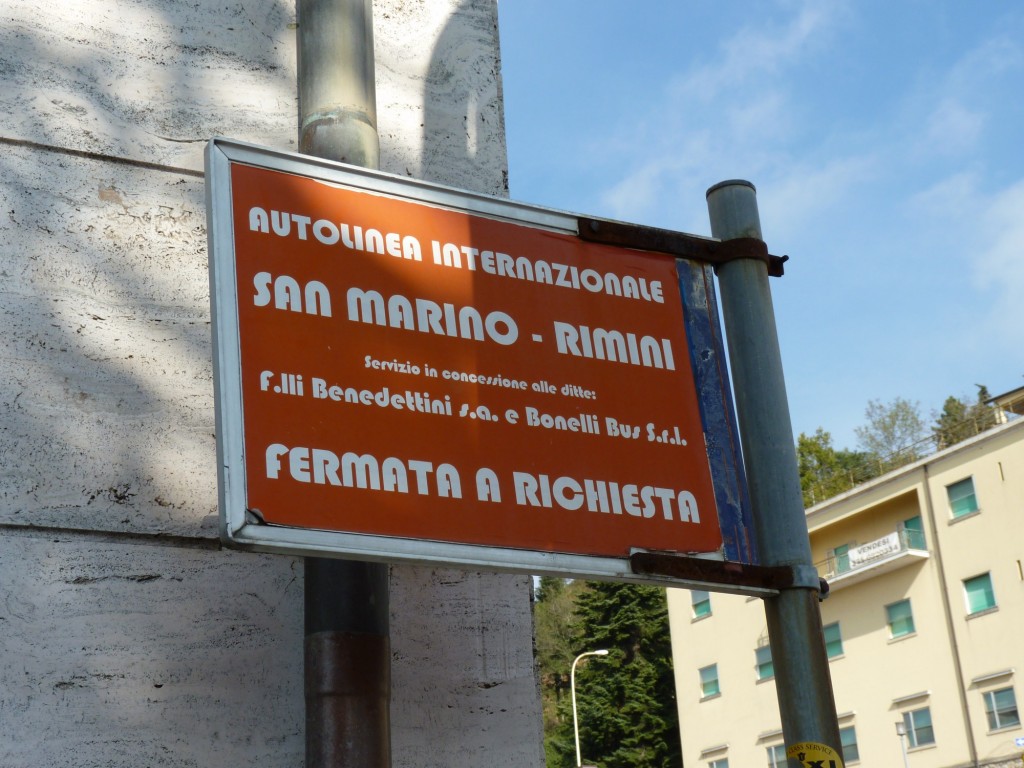 AUTOLINEA INTERNAZIONALE
SAN MARINO - RIMINI
Servizio in concessione alle ditte:
F.lli Benedettini s.a. e Bonelli Bus S.r.l.
FERMATA A RICHIESTA
VENDESI